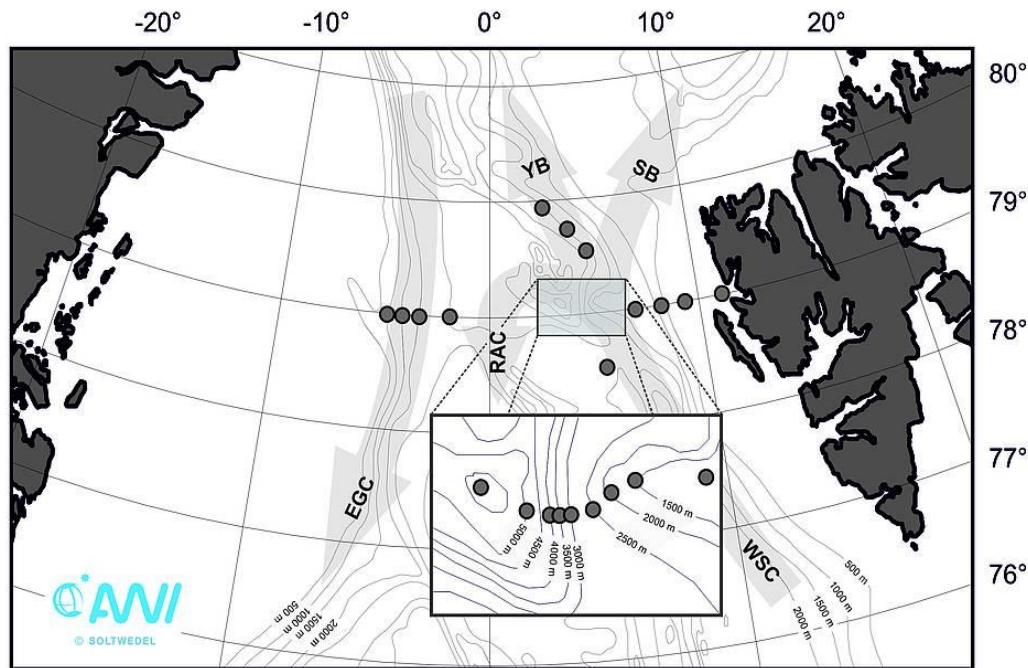 -20°
-10°
0°
10°
20°
80°
79°
78°
77°
76°
YB
SB
RAC
EGC
WSC
5000 m
4500 m
4000 m
3500 m
3000 m
2500 m
2000 m
1500 m
500 m
1000 m
1500 m
2000 m
500 m
1000 m
1500 m
2000 m
AWI
© SOLTWEDEL